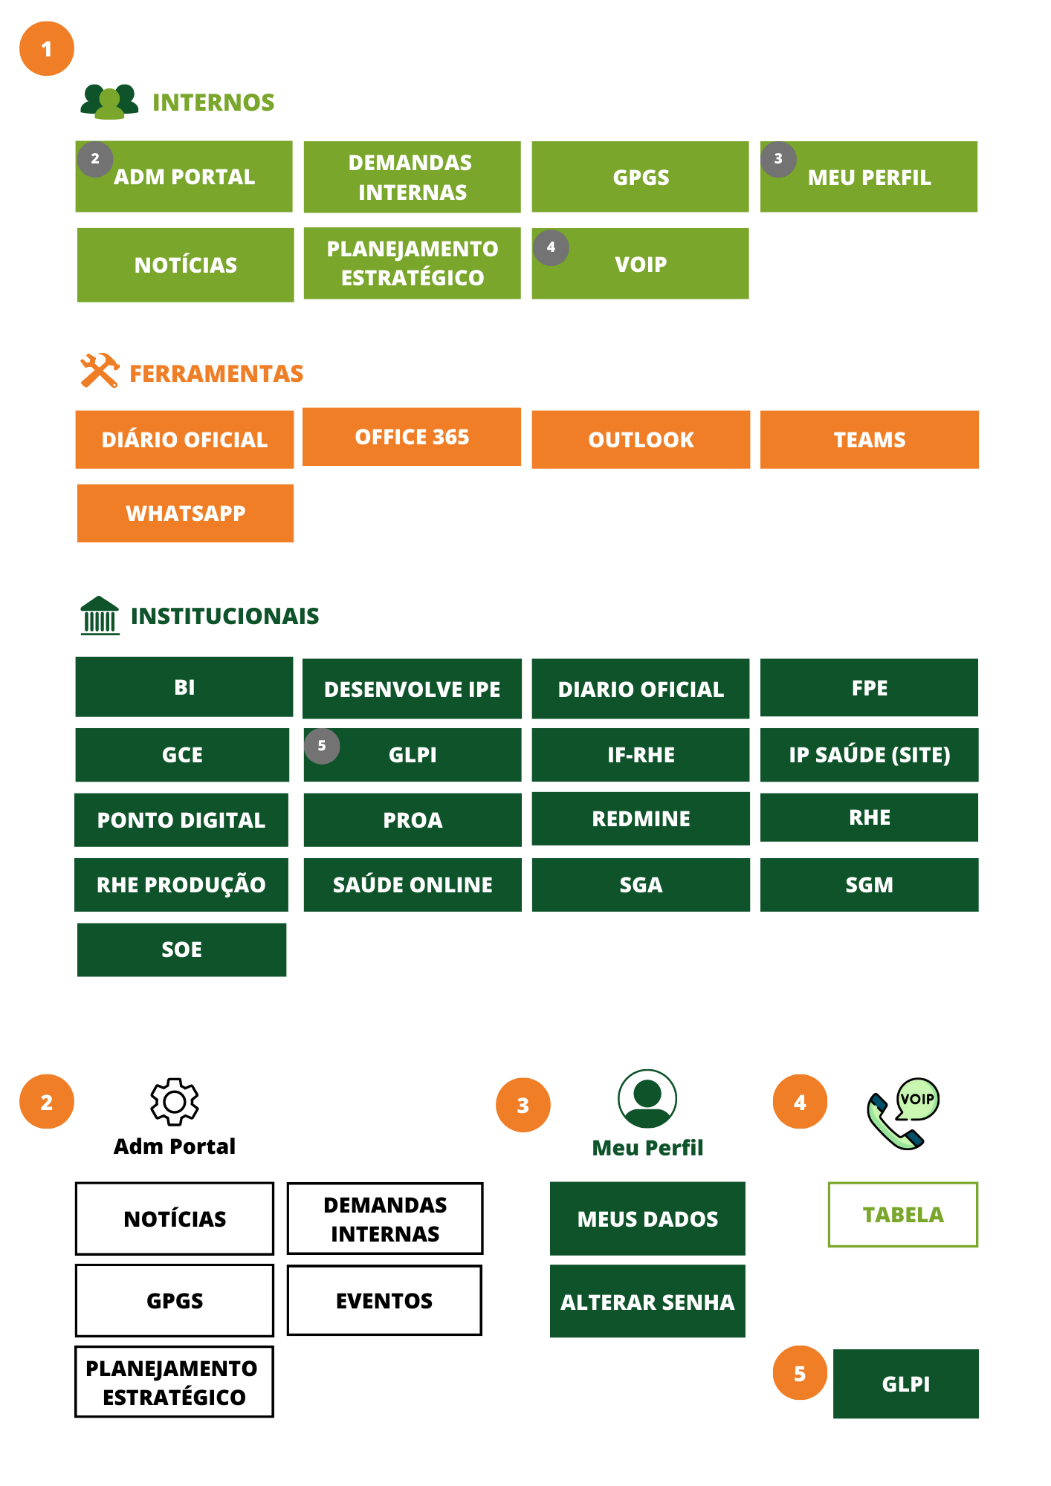 1
INTERNOS
2
ADM PORTAL
DEMANDAS
INTERNAS
GPGS
3
MEU PERFIL
NOTÍCIAS
PLANEJAMENTO
ESTRATÉGICO
4
VOIP
FERRAMENTAS
DIÁRIO OFICIAL
OFFICE 365
OUTLOOK
TEAMS
WHATSAPP
INSTITUCIONAIS
BI
DESENVOLVE IPE
DIARIO OFICIAL
FPE
GCE
5
GLPI
IF-RHE
IP SAÚDE (SITE)
PONTO DIGITAL
PROA
REDMINE
RHE
RHE PRODUÇÃO
SAÚDE ONLINE
SGA
SGM
SOE
2
Adm Portal
NOTÍCIAS
DEMANDAS
INTERNAS
GPGS
EVENTOS
PLANEJAMENTO
ESTRATÉGICO
3
Meu Perfil
MEUS DADOS
ALTERAR SENHA
4
VOIP
TABELA
5
GLPI